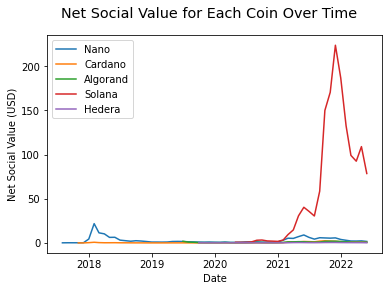 Net Social Value for Each Coin Over Time
Nano
Cardano
Algorand
Solana
Hedera
Net Social Value (USD)
200
150
100
50
0
2018 2019 2020 2021 2022
Date